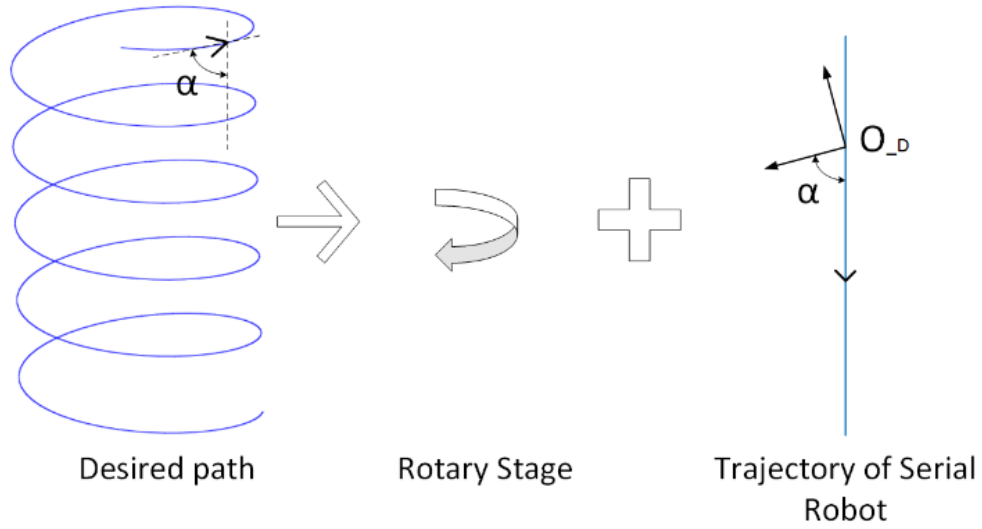 α
O_D
α
Desired path
Rotary Stage
Trajectory of Serial
Robot